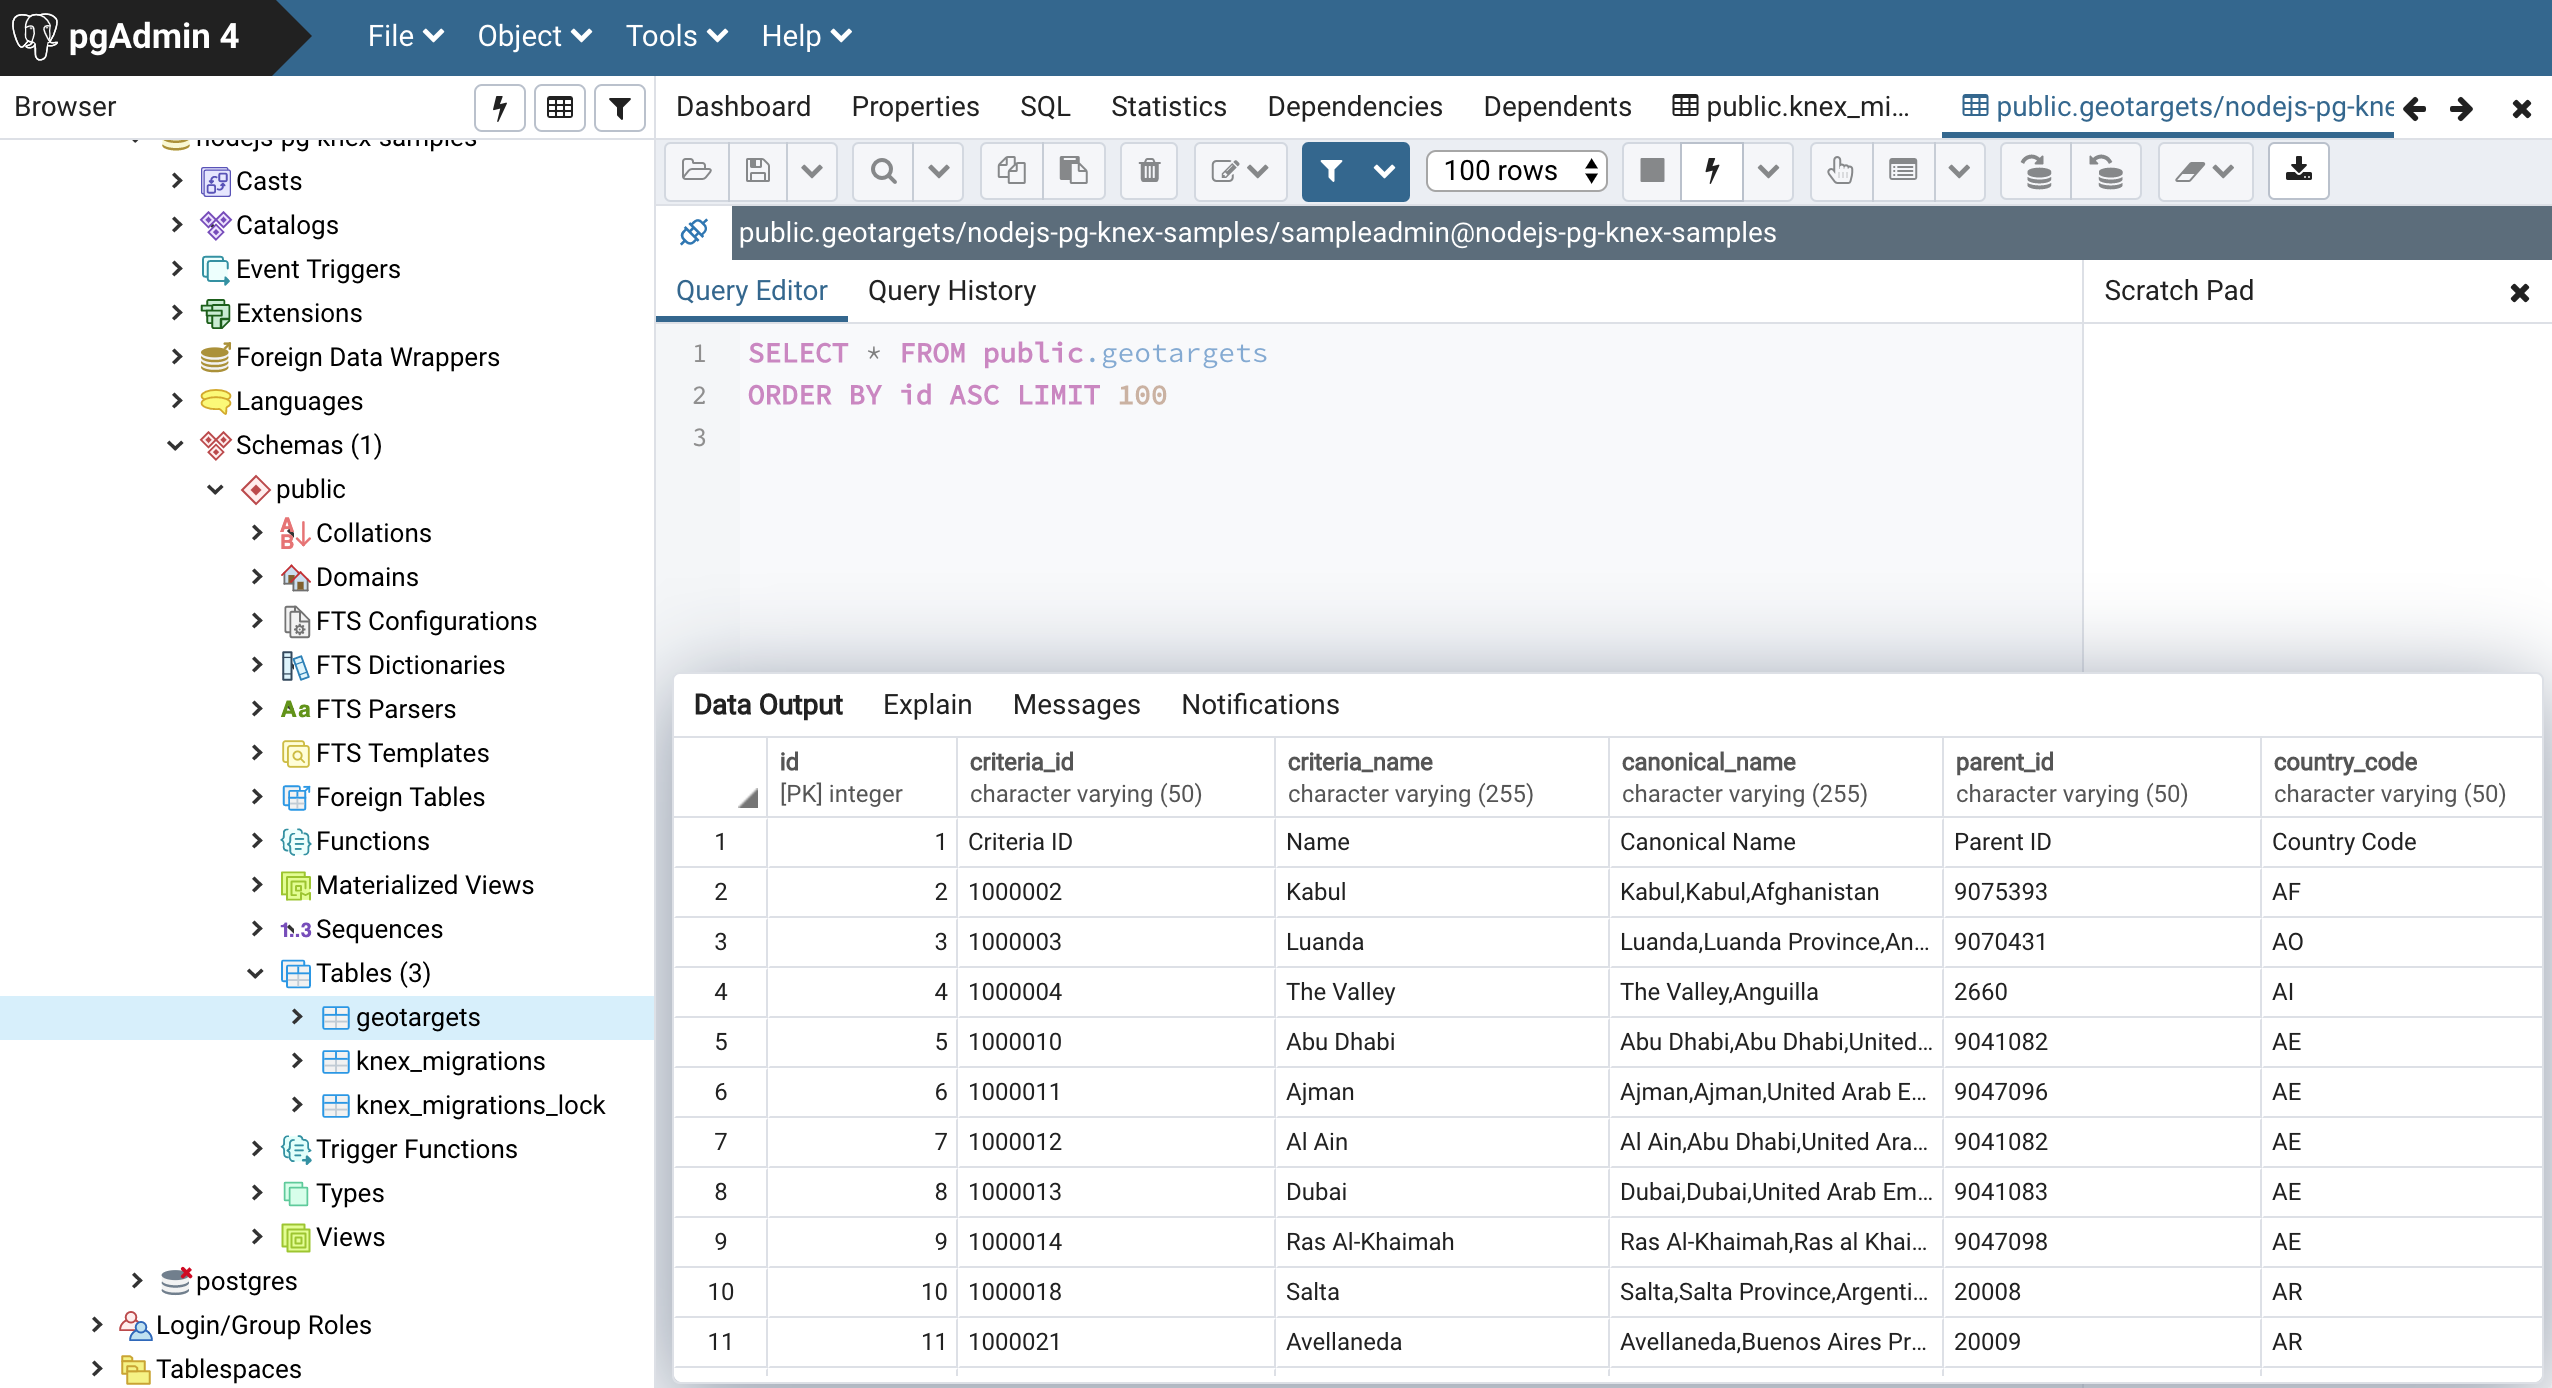 pgAdmin 4
File Object Tools Help
Browser
Dashboard Properties SQL Statistics Dependencies Dependents public.knex_mi... public.geotargets/nodejs-pg-kne
100 rows
public.geotargets/nodejs-pg-knex-samples/sampleadmin@nodejs-pg-knex-samples
nodejs-pg-knex-samples
Casts
Catalogs
Event Triggers
Extensions
Foreign Data Wrappers
Languages
Schemas (1)
public
Collations
Domains
FTS Configurations
FTS Dictionaries
Aa FTS Parsers
FTS Templates
Foreign Tables
Functions
Materialized Views
1..3 Sequences
Tables (3)
geotargets
knex_migrations
knex_migrations_lock
Trigger Functions
Types
Views
postgres
Login/Group Roles
Tablespaces
Query Editor Query History
Scratch Pad
1 SELECT * FROM public.geotargets
2 ORDER BY id ASC LIMIT 100
3
Data Output Explain Messages Notifications
id criteria_id criteria_name canonical_name parent_id country_code
[PK] integer character varying (50) character varying (255) character varying (255) character varying (50) character varying (50)
1 1 Criteria ID Name Canonical Name Parent ID Country Code
2 2 1000002 Kabul Kabul,Kabul,Afghanistan 9075393 AF
3 3 1000003 Luanda Luanda,Luanda Province,An... 9070431 AO
4 4 1000004 The Valley The Valley,Anguilla 2660 AI
5 5 1000010 Abu Dhabi Abu Dhabi,Abu Dhabi,United... 9041082 AE
6 6 1000011 Ajman Ajman,Ajman,United Arab E... 9047096 AE
7 7 1000012 Al Ain Al Ain,Abu Dhabi,United Ara... 9041082 AE
8 8 1000013 Dubai Dubai,Dubai,United Arab Em... 9041083 AE
9 9 1000014 Ras Al-Khaimah Ras Al-Khaimah,Ras al Khai... 9047098 AE
10 10 1000018 Salta Salta,Salta Province,Argenti... 20008 AR
11 11 1000021 Avellaneda Avellaneda,Buenos Aires Pr... 20009 AR